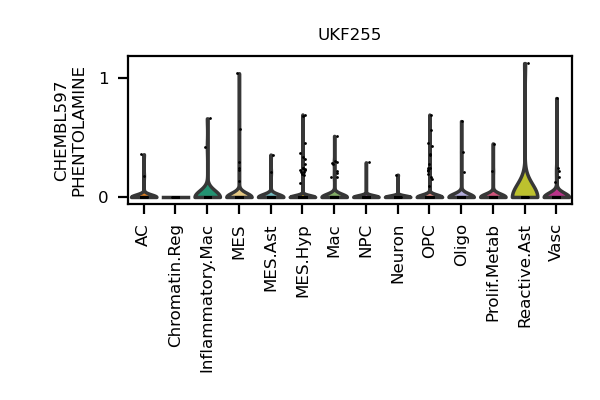 UKF255
CHEMBL597
PHENTOLAMINE
1
0
AC
Chromatin.Reg
Inflammatory.Mac
MES
MES.Ast
MES.Hyp
Mac
NPC
Neuron
OPC
Oligo
Prolif.Metab
Reactive.Ast
Vasc